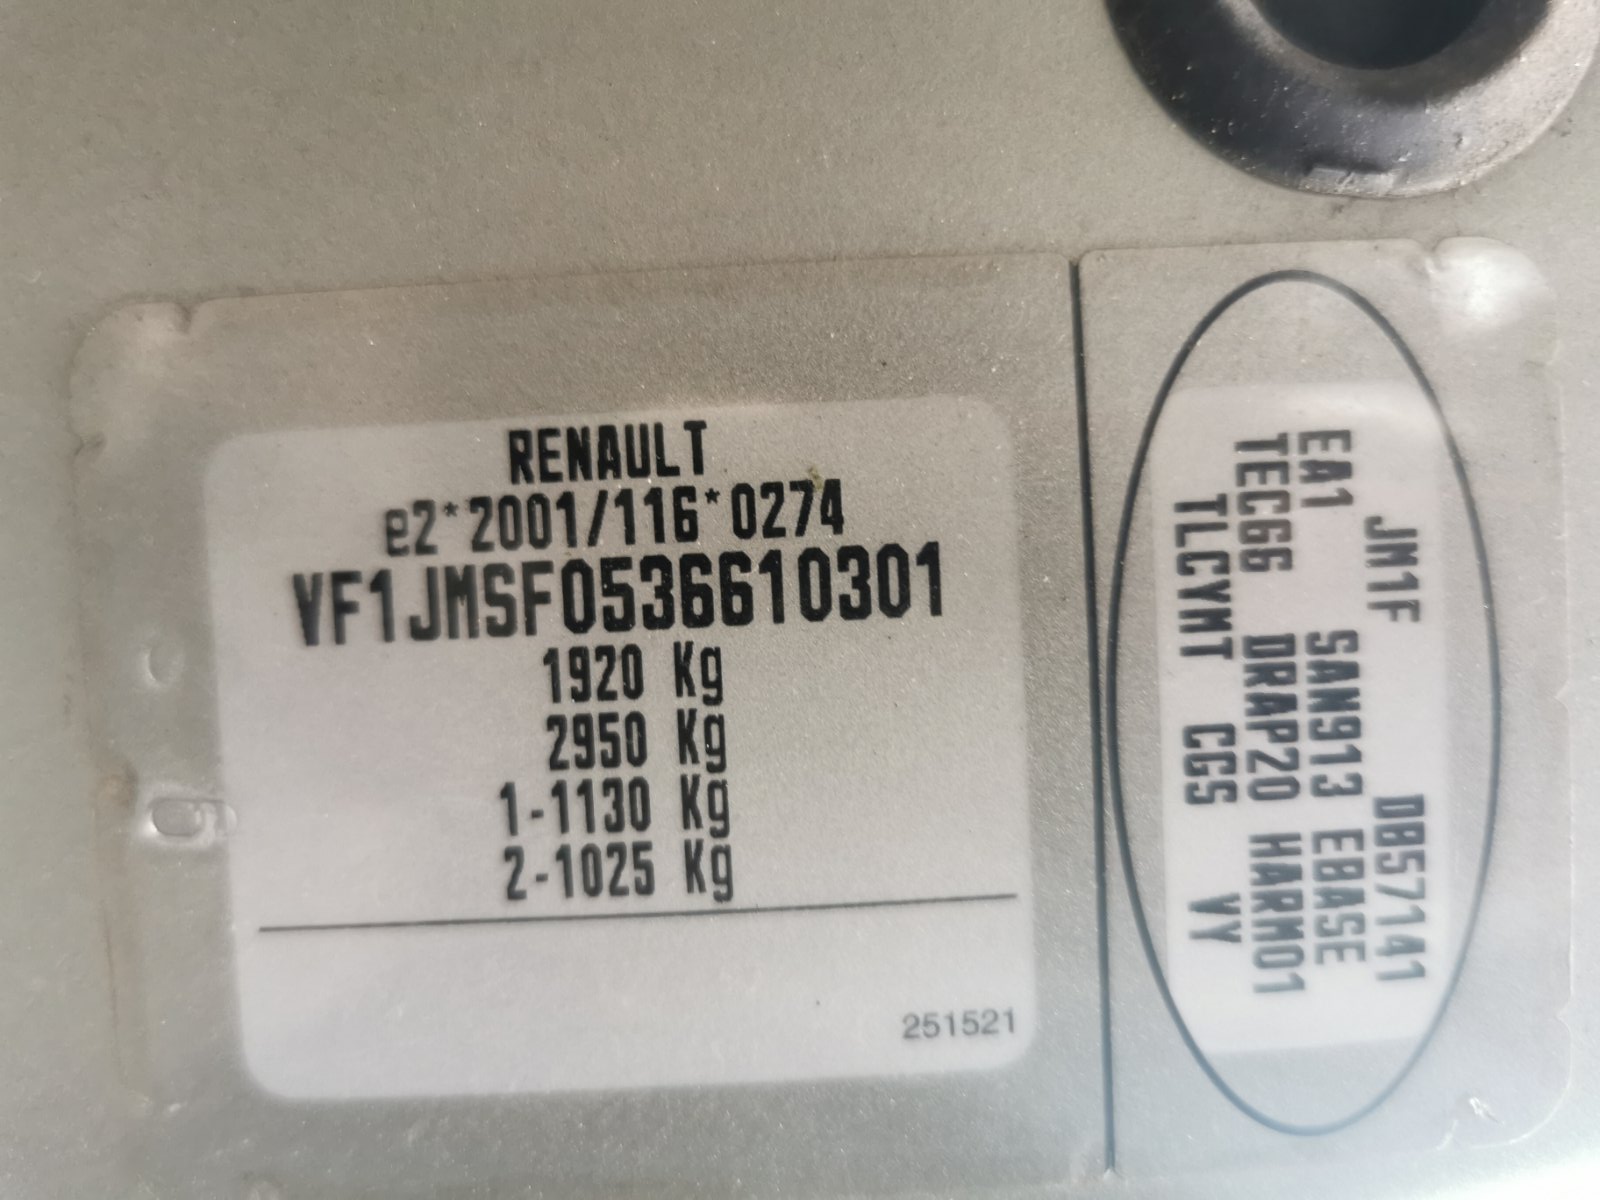 RENAULT
e2*2001/116*0274
VF1JMSF0536610301
1920 Kg
2950 Kg
1-1130 Kg
2-1025 Kg
251521
JM1F DB57141
EA1 SAN913 EBASE
TEC66 DRAP20 HARM01
TLCYMT CGS VY